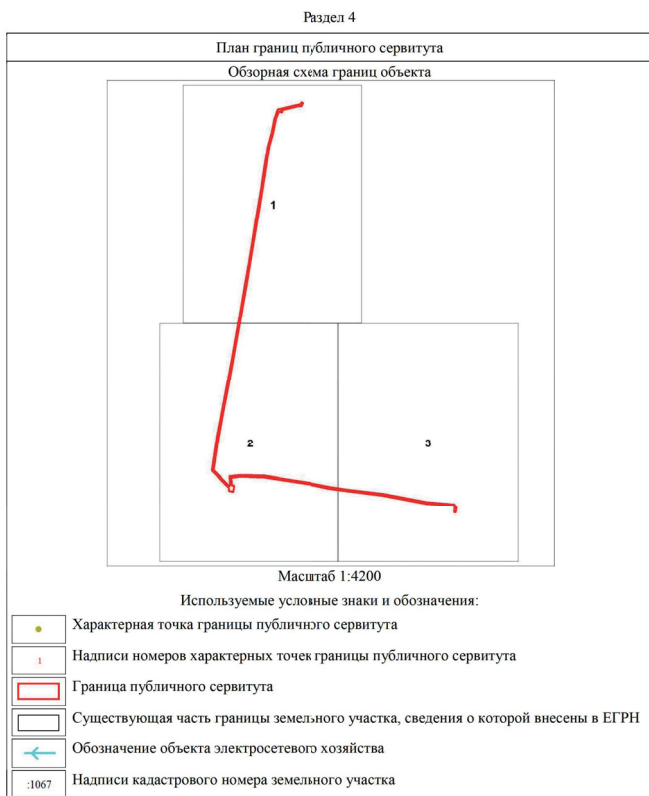 Раздел 4
План границ публичного сервитута
Обзорная схема границ объекта
1
2
3
Масштаб 1:4200
Используемые условные знаки и обозначения:
Характерная точка границы публичного сервитута
1
Надписи номеров характерных точек границы публичного сервитута
Граница публичного сервитута
Существующая часть границы земельного участка, сведения о которой внесены в ЕГРН
Обозначение объекта электросетевого хозяйства
:1067
Надписи кадастрового номера земельного участка